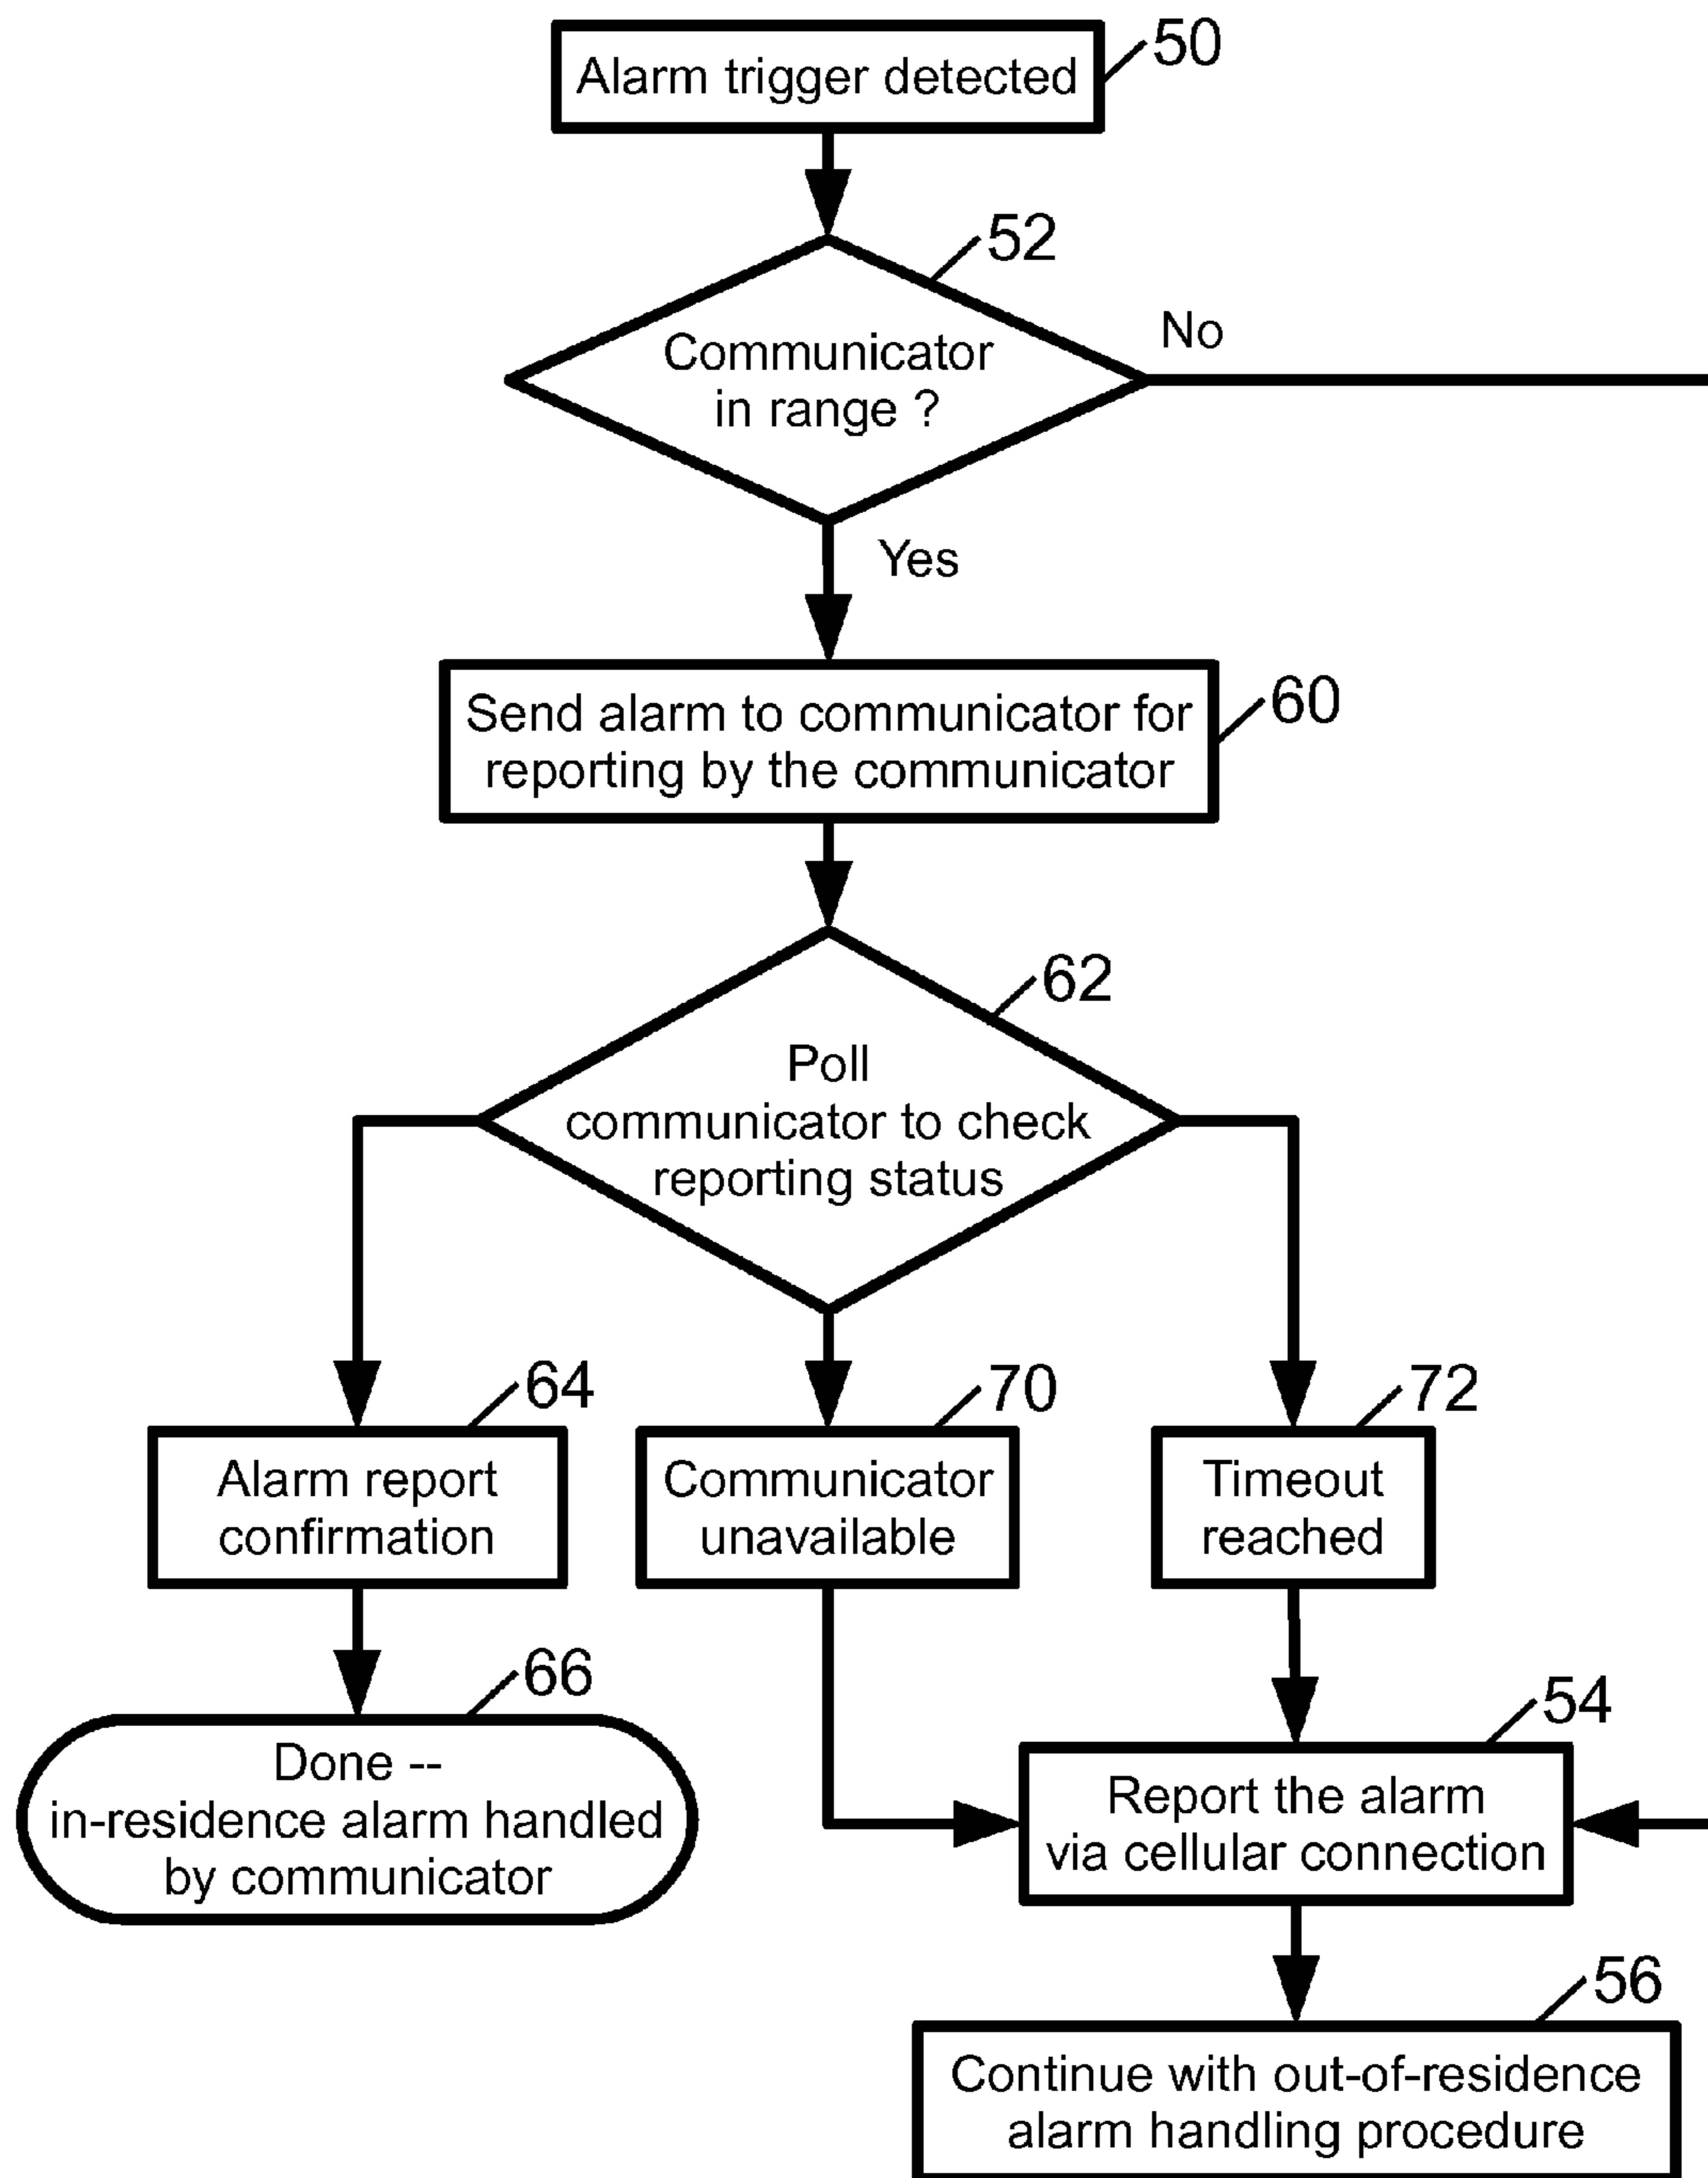 50
Alarm trigger detected
52
Communicator
in range ?
No
Yes
60
Send alarm to communicator for
reporting by the communicator
62
Poll
communicator to check
reporting status
64
Alarm report
confirmation
70
Communicator
unavailable
72
Timeout
reached
66
Done --
in-residence alarm handled
by communicator
54
Report the alarm
via cellular connection
56
Continue with out-of-residence
alarm handling procedure